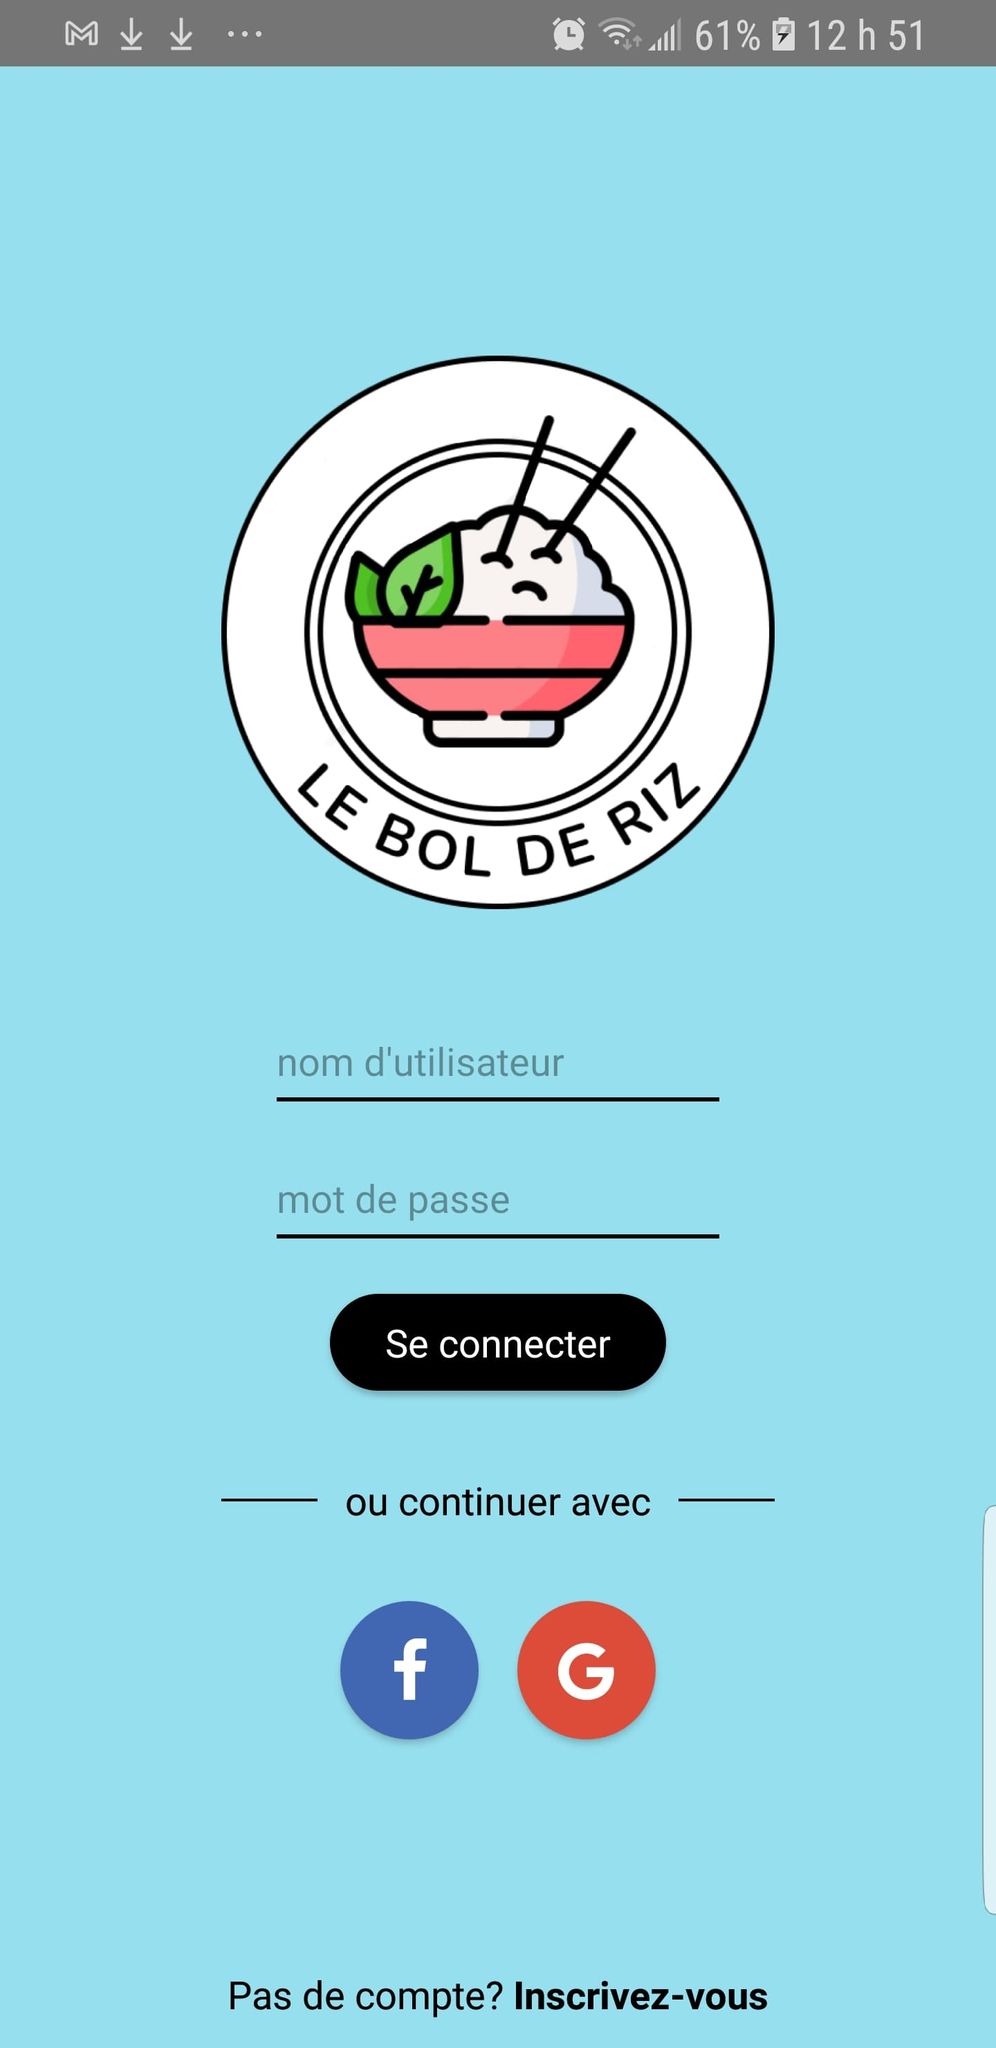 61% 12 h 51
LE BOL DE RIZ
nom d'utilisateur
mot de passe
Se connecter
ou continuer avec
f G
Pas de compte? Inscrivez-vous